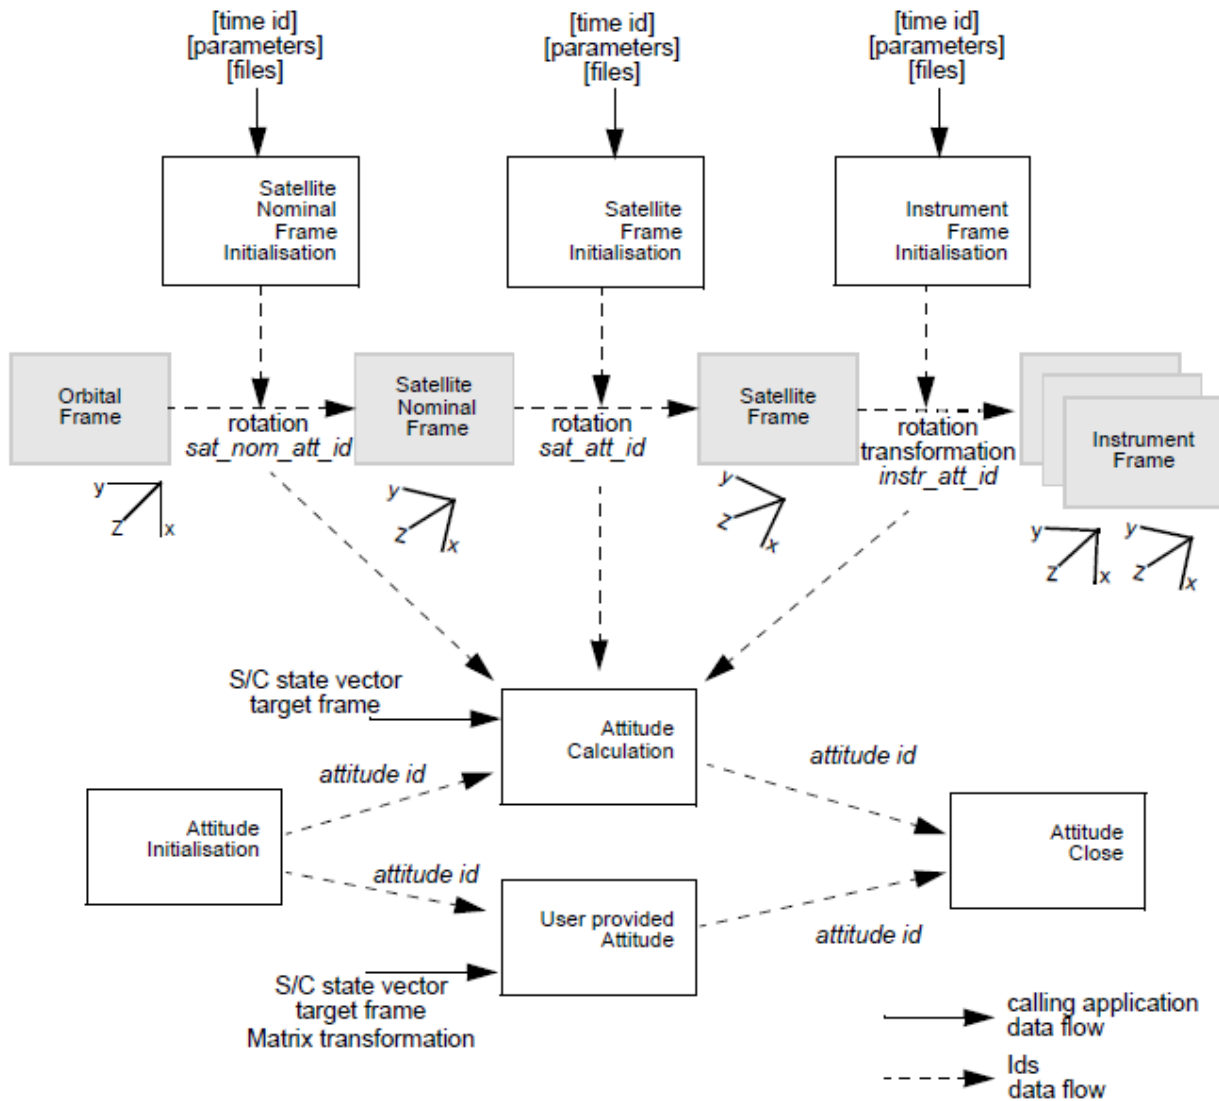 [time id]
[parameters]
[files]
[time id]
[parameters]
[files]
[time id]
[parameters]
[files]
Satellite
Nominal
Frame
Initialisation
Satellite
Frame
Initialisation
Instrument
Frame
Initialisation
Orbital
Frame
rotation
sat_nom_att_id
Satellite
Nominal
Frame
rotation
sat_att_id
Satellite
Frame
rotation
transformation
instr_att_id
Instrument
Frame
y
Z
x
y
Z
x
y
Z
x
y
Z
x
y
Z
x
S/C state vector
target frame
Attitude
Calculation
attitude id
attitude id
Attitude
Initialisation
Attitude
Close
attitude id
User provided
Attitude
attitude id
S/C state vector
target frame
Matrix transformation
calling application
data flow
Ids
data flow